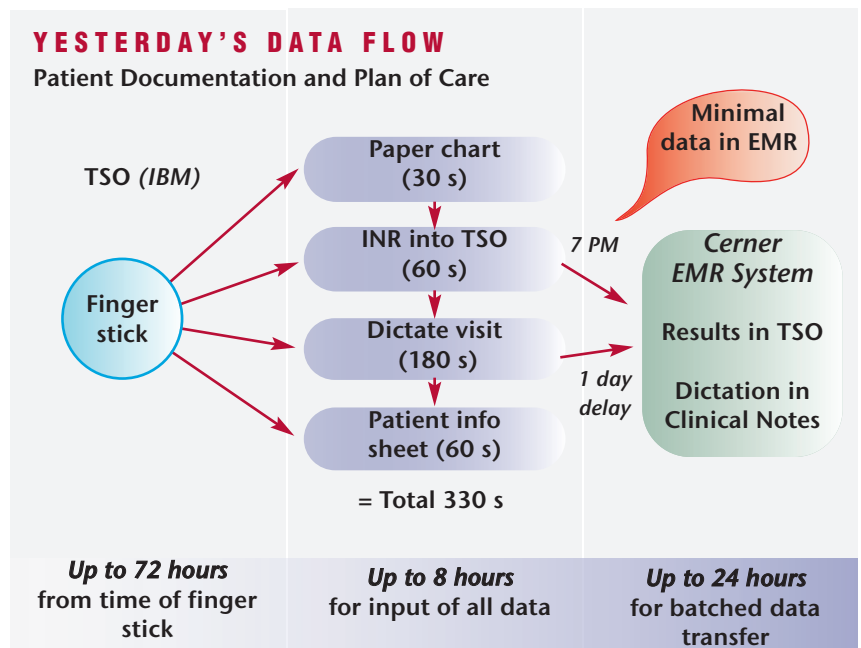 YESTERDAY'S DATA FLOW
Patient Documentation and Plan of Care
TSO (IBM)
Finger
stick
Paper chart
(30 s)
INR into TSO
(60 s)
Dictate visit
(180 s)
Patient info
sheet (60 s)
= Total 330 s
7 PM
1 day
delay
Minimal
data in EMR
Cerner
EMR System
Results in TSO
Dictation in
Clinical Notes
Up to 72 hours
from time of finger
stick
Up to 8 hours
for input of all data
Up to 24 hours
for batched data
transfer